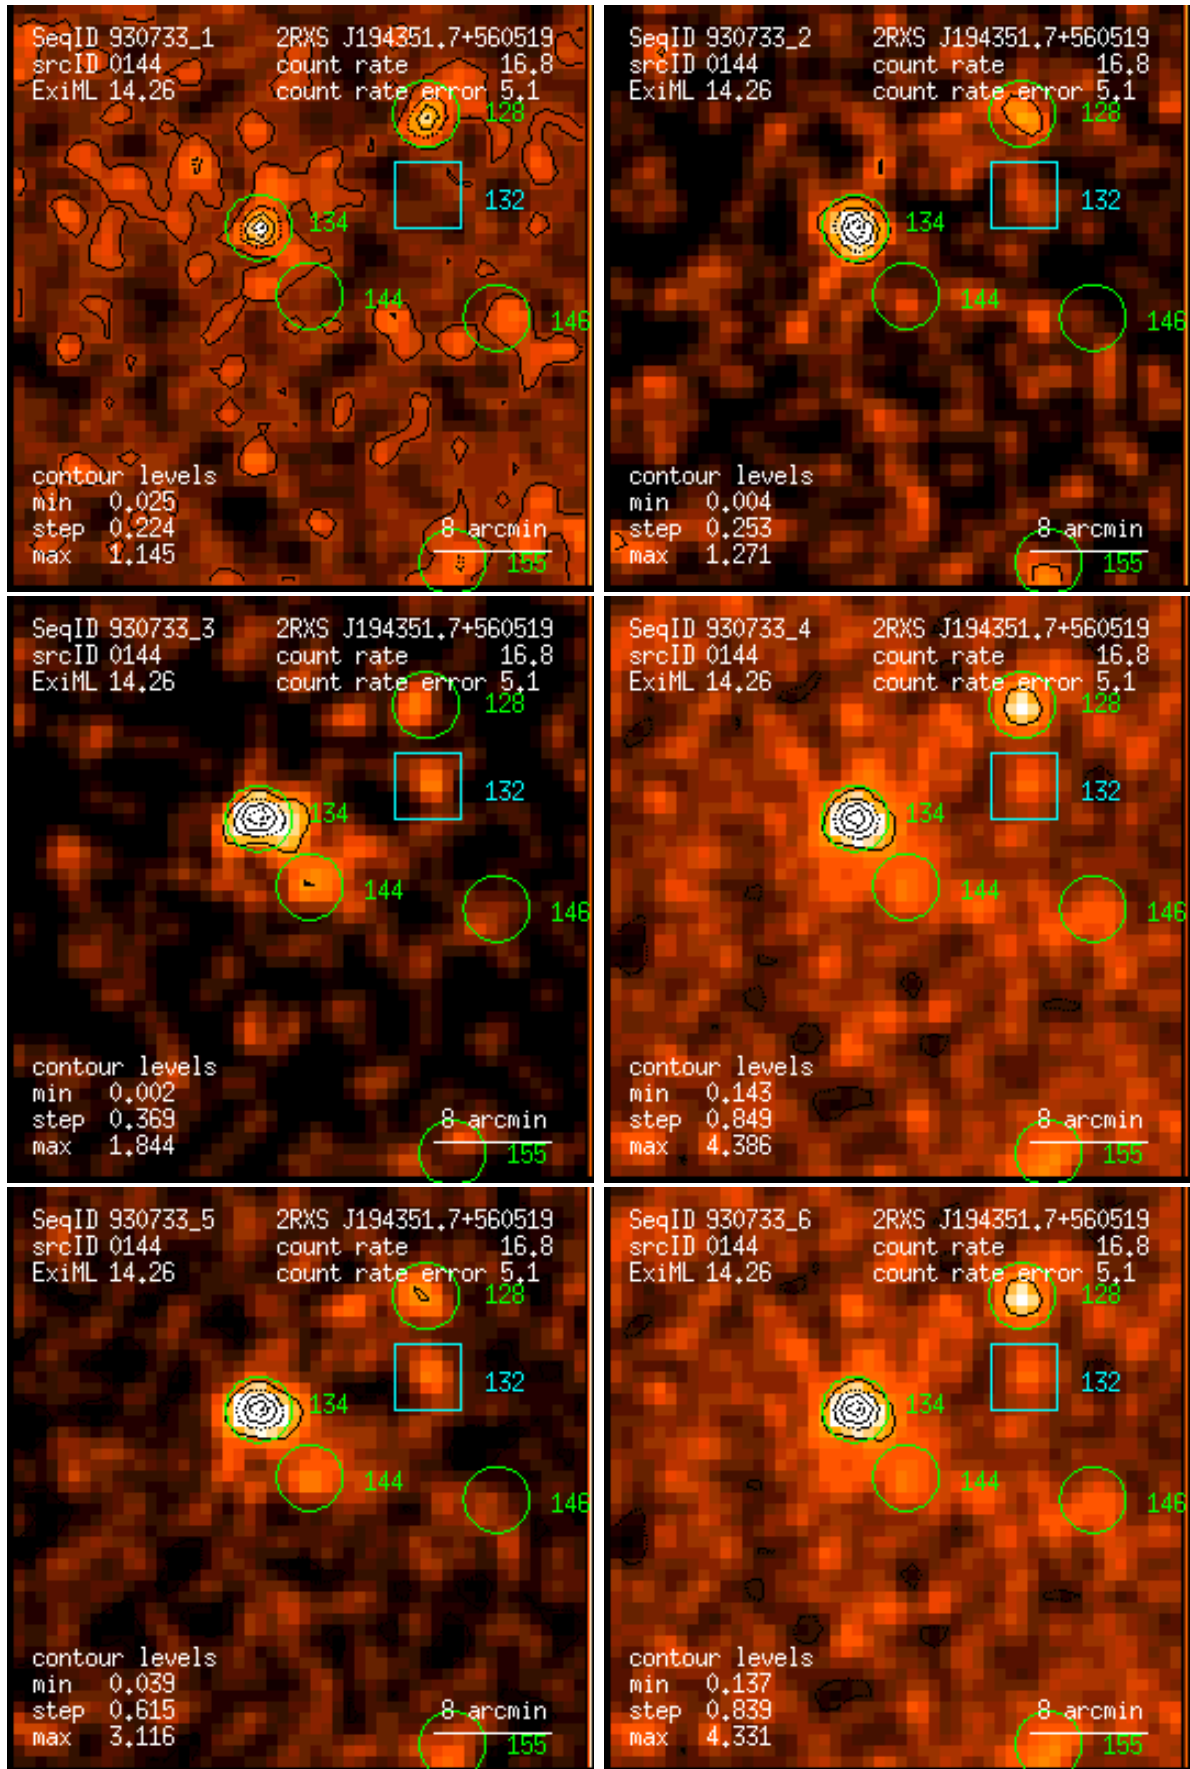 SeqID 930733_1 2RXS J194351.7+560519
srcID 0144 count rate 16.8
ExiML 14.26 count rate error 5.1
128
132
134
144
146
contour levels
min 0.025
step 0.224 8 arcmin
max 1.145 155
SeqID 930733_2 2RXS J194351.7+560519
srcID 0144 count rate 16.8
ExiML 14.26 count rate error 5.1
128
132
134
144
146
contour levels
min 0.004
step 0.253 8 arcmin
max 1.271 155
SeqID 930733_3 2RXS J194351.7+560519
srcID 0144 count rate 16.8
ExiML 14.26 count rate error 5.1
128
132
134
144
146
contour levels
min 0.002
step 0.369 8 arcmin
max 1.844 155
SeqID 930733_4 2RXS J194351.7+560519
srcID 0144 count rate 16.8
ExiML 14.26 count rate error 5.1
128
132
134
144
146
contour levels
min 0.143
step 0.849 8 arcmin
max 4.386 155
SeqID 930733_5 2RXS J194351.7+560519
srcID 0144 count rate 16.8
ExiML 14.26 count rate error 5.1
128
132
134
144
146
contour levels
min 0.039
step 0.615 8 arcmin
max 3.116 155
SeqID 930733_6 2RXS J194351.7+560519
srcID 0144 count rate 16.8
ExiML 14.26 count rate error 5.1
128
132
134
144
146
contour levels
min 0.137
step 0.839 8 arcmin
max 4.331 155